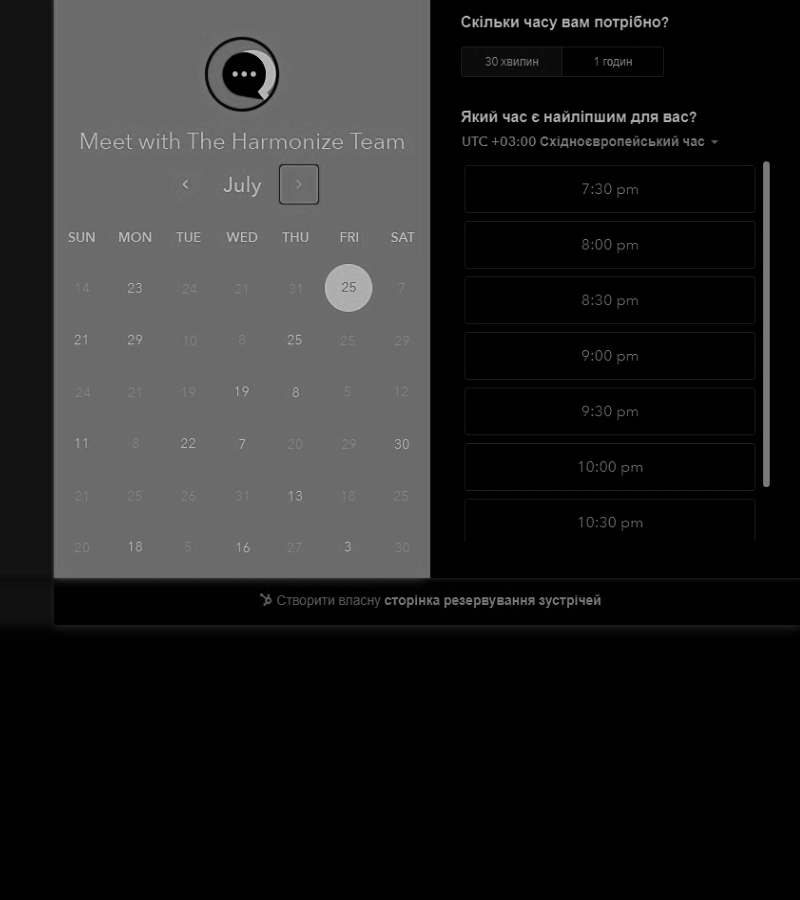 Meet with The Harmonize Team
July
SUN MON TUE WED THU FRI SAT
14 23 24 21 31 25 7
21 29 10 8 25 25 29
24 21 19 19 8 5 12
11 8 22 7 20 29 30
21 25 26 31 13 18 25
20 18 5 16 27 3 30
Скільки часу вам потрібно?
30 хвилин 1 годин
Який час є найліпшим для вас?
UTC +03:00 Східноєвропейський час
7:30 pm
8:00 pm
8:30 pm
9:00 pm
9:30 pm
10:00 pm
10:30 pm
Створити власну сторінка резервування зустрічей